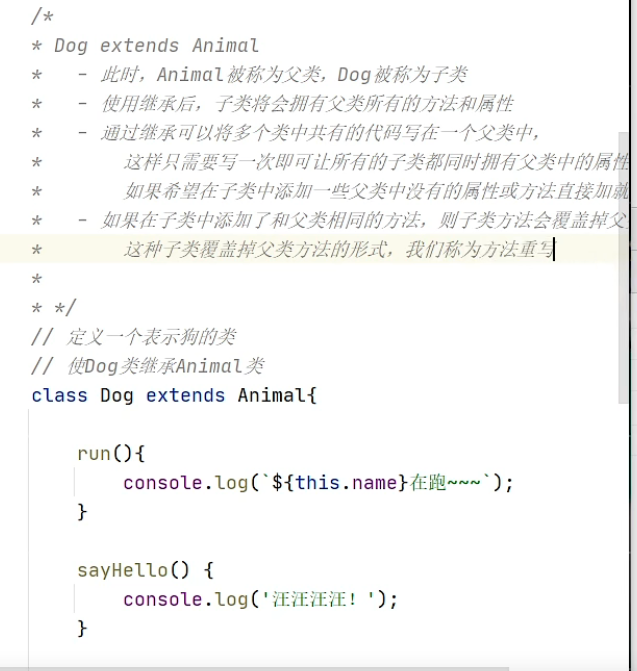 /*
* Dog extends Animal
*   - 此时，Animal被称为父类，Dog被称为子类
*   - 使用继承后，子类将会拥有父类所有的方法和属性
*   - 通过继承可以将多个类中共有的代码写在一个父类中，
*       这样只需要写一次即可让所有的子类都同时拥有父类中的属性
*       如果希望在子类中添加一些父类中没有的属性或方法直接加就
*   - 如果在子类中添加了和父类相同的方法，则子类方法会覆盖掉父
*       这种子类覆盖掉父类方法的形式，我们称为方法重写
*
* */
// 定义一个表示狗的类
// 使Dog类继承Animal类
class Dog extends Animal{
run(){
console.log(`${this.name}在跑~~~`);
}
sayHello() {
console.log('汪汪汪汪！');
}